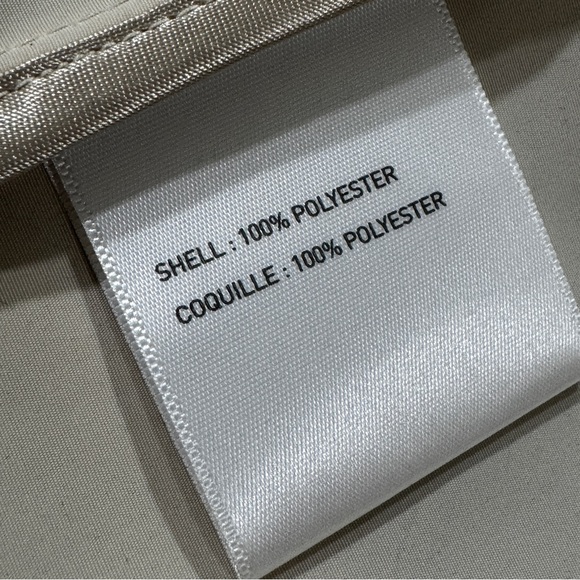 SHELL : 100% POLYESTER
COQUILLE : 100% POLYESTER